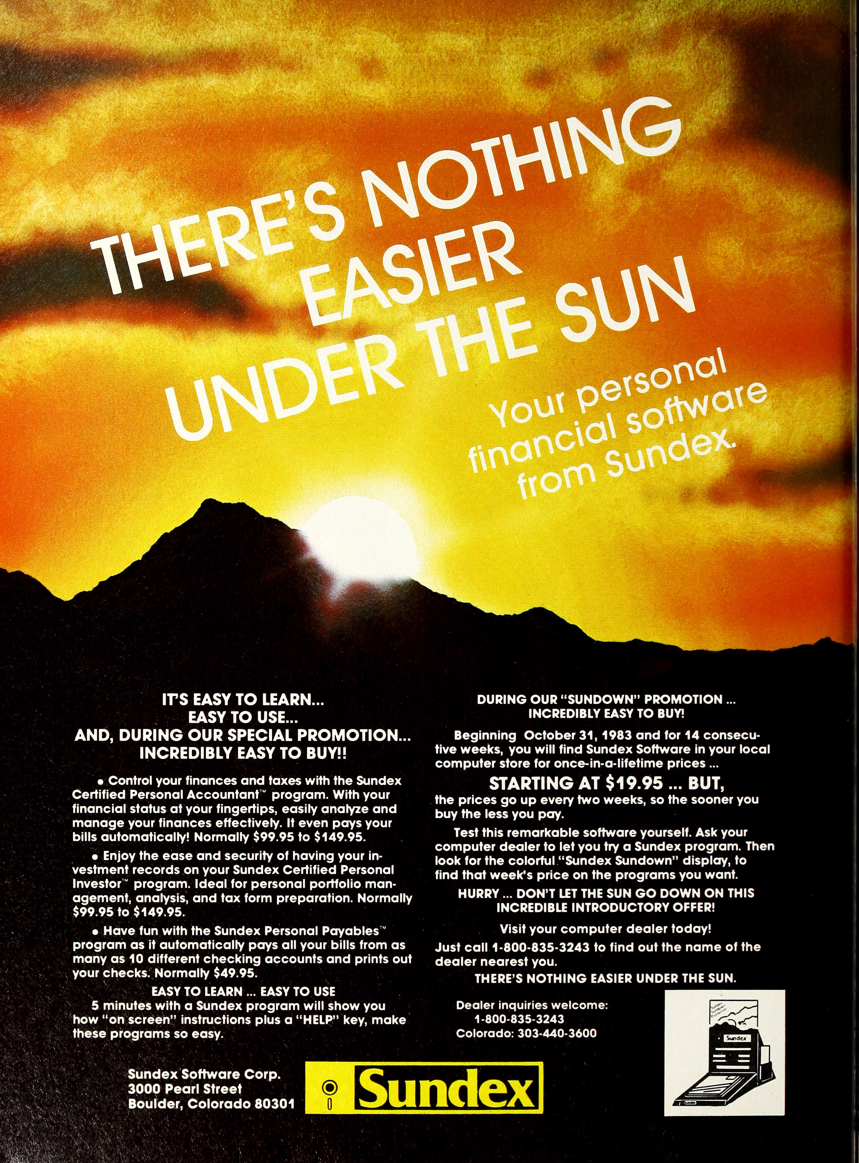 THERE'S NOTHING
EASIER
UNDER THE SUN
Your personal
financial software
from Sundex.
IT'S EASY TO LEARN...
EASY TO USE...
AND, DURING OUR SPECIAL PROMOTION...
INCREDIBLY EASY TO BUY!!
• Control your finances and taxes with the Sundex
Certified Personal Accountant™ program. With your
financial status at your fingertips, easily analyze and
manage your finances effectively. It even pays your
bills automatically! Normally $99.95 to $149.95.
• Enjoy the ease and security of having your in-
vestment records on your Sundex Certified Personal
Investor™ program. Ideal for personal portfolio man-
agement, analysis, and tax form preparation. Normally
$99.95 to $149.95.
• Have fun with the Sundex Personal Payables™
program as it automatically pays all your bills from as
many as 10 different checking accounts and prints out
your checks. Normally $49.95.
EASY TO LEARN ... EASY TO USE
5 minutes with a Sundex program will show you
how "on screen" instructions plus a "HELP" key, make
these programs so easy.
DURING OUR "SUNDOWN" PROMOTION ...
INCREDIBLY EASY TO BUY!
Beginning October 31, 1983 and for 14 consecu-
tive weeks, you will find Sundex Software in your local
computer store for once-in-a-lifetime prices ...
STARTING AT $19.95 ... BUT,
the prices go up every two weeks, so the sooner you
buy the less you pay.
Test this remarkable software yourself. Ask your
computer dealer to let you try a Sundex program. Then
look for the colorful "Sundex Sundown" display, to
find that week's price on the programs you want.
HURRY ... DON'T LET THE SUN GO DOWN ON THIS
INCREDIBLE INTRODUCTORY OFFER!
Visit your computer dealer today!
Just call 1-800-835-3243 to find out the name of the
dealer nearest you.
THERE'S NOTHING EASIER UNDER THE SUN.
Dealer inquiries welcome:
1-800-835-3243
Colorado: 303-440-3600
Sundex
Sundex Software Corp.
3000 Pearl Street
Boulder, Colorado 80301
Sundex